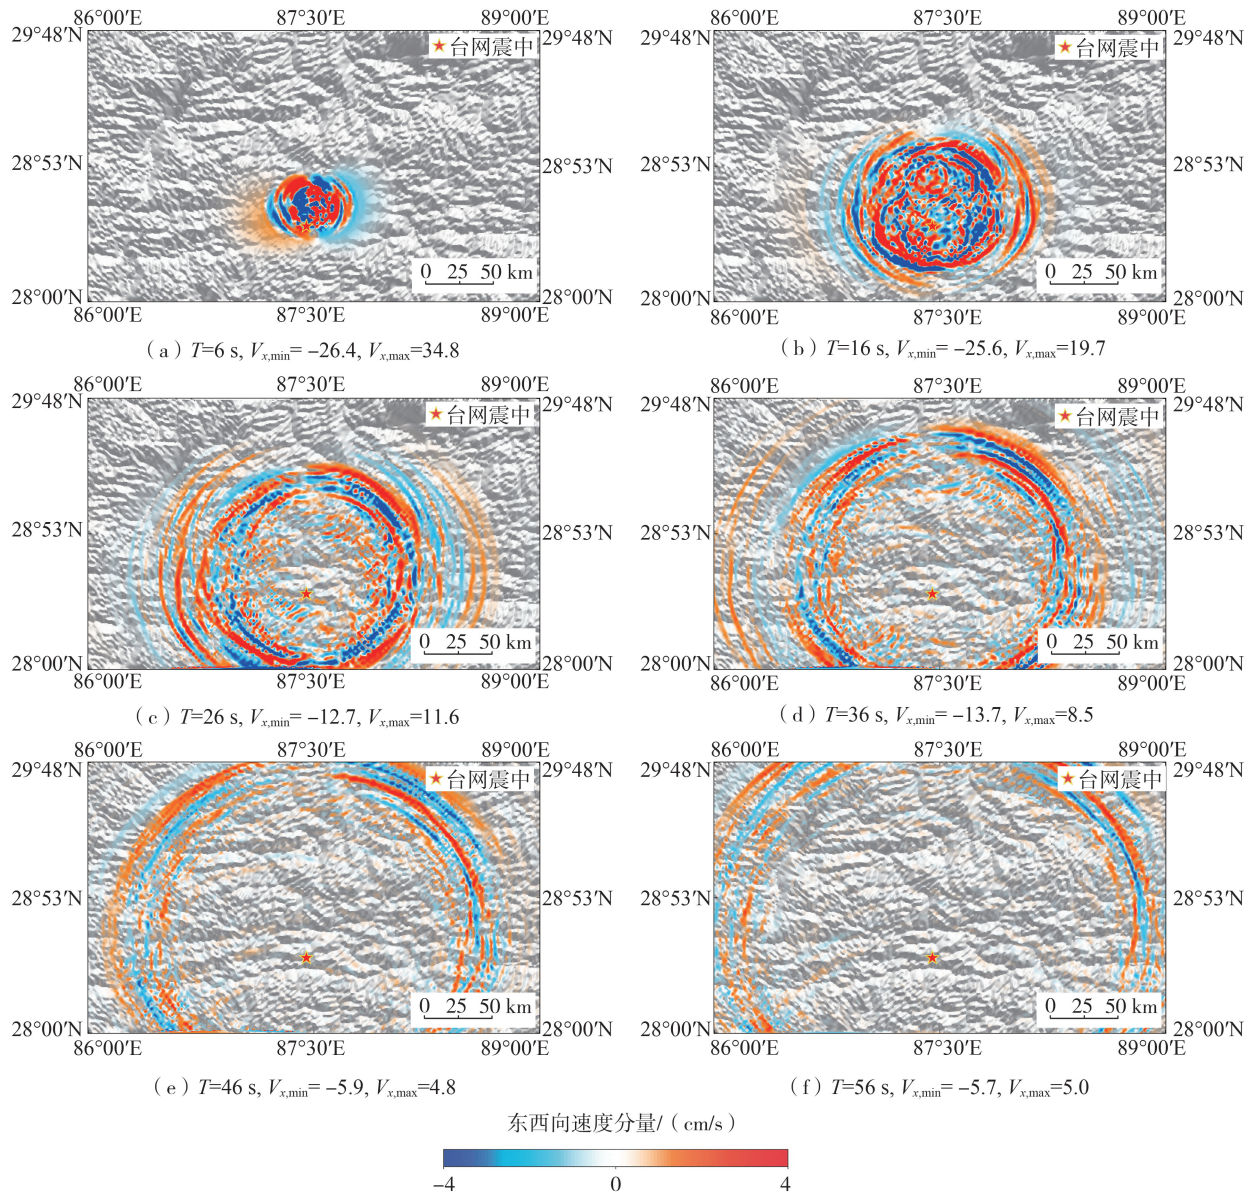 86°00′E 87°30′E 89°00′E 86°00′E 87°30′E 89°00′E
29°48′N ★台网震中 29°48′N 29°48′N ★台网震中 29°48′N
28°53′N 28°53′N 28°53′N 28°53′N
0 25 50 km 0 25 50 km
28°00′N 28°00′N 28°00′N 28°00′N
86°00′E 87°30′E 89°00′E 86°00′E 87°30′E 89°00′E
（a）T=6 s, Vx,min= −26.4, Vx,max=34.8 （b）T=16 s, Vx,min= −25.6, Vx,max=19.7
86°00′E 87°30′E 89°00′E 86°00′E 87°30′E 89°00′E
29°48′N ★台网震中 29°48′N 29°48′N ★台网震中 29°48′N
28°53′N 28°53′N 28°53′N 28°53′N
0 25 50 km 0 25 50 km
28°00′N 28°00′N 28°00′N 28°00′N
86°00′E 87°30′E 89°00′E 86°00′E 87°30′E 89°00′E
（c）T=26 s, Vx,min= −12.7, Vx,max=11.6 （d）T=36 s, Vx,min= −13.7, Vx,max=8.5
86°00′E 87°30′E 89°00′E 86°00′E 87°30′E 89°00′E
29°48′N ★台网震中 29°48′N 29°48′N ★台网震中 29°48′N
28°53′N 28°53′N 28°53′N 28°53′N
0 25 50 km 0 25 50 km
28°00′N 28°00′N 28°00′N 28°00′N
86°00′E 87°30′E 89°00′E 86°00′E 87°30′E 89°00′E
（e）T=46 s, Vx,min= −5.9, Vx,max=4.8 （f）T=56 s, Vx,min= −5.7, Vx,max=5.0
东西向速度分量/（cm/s）
−4 0 4